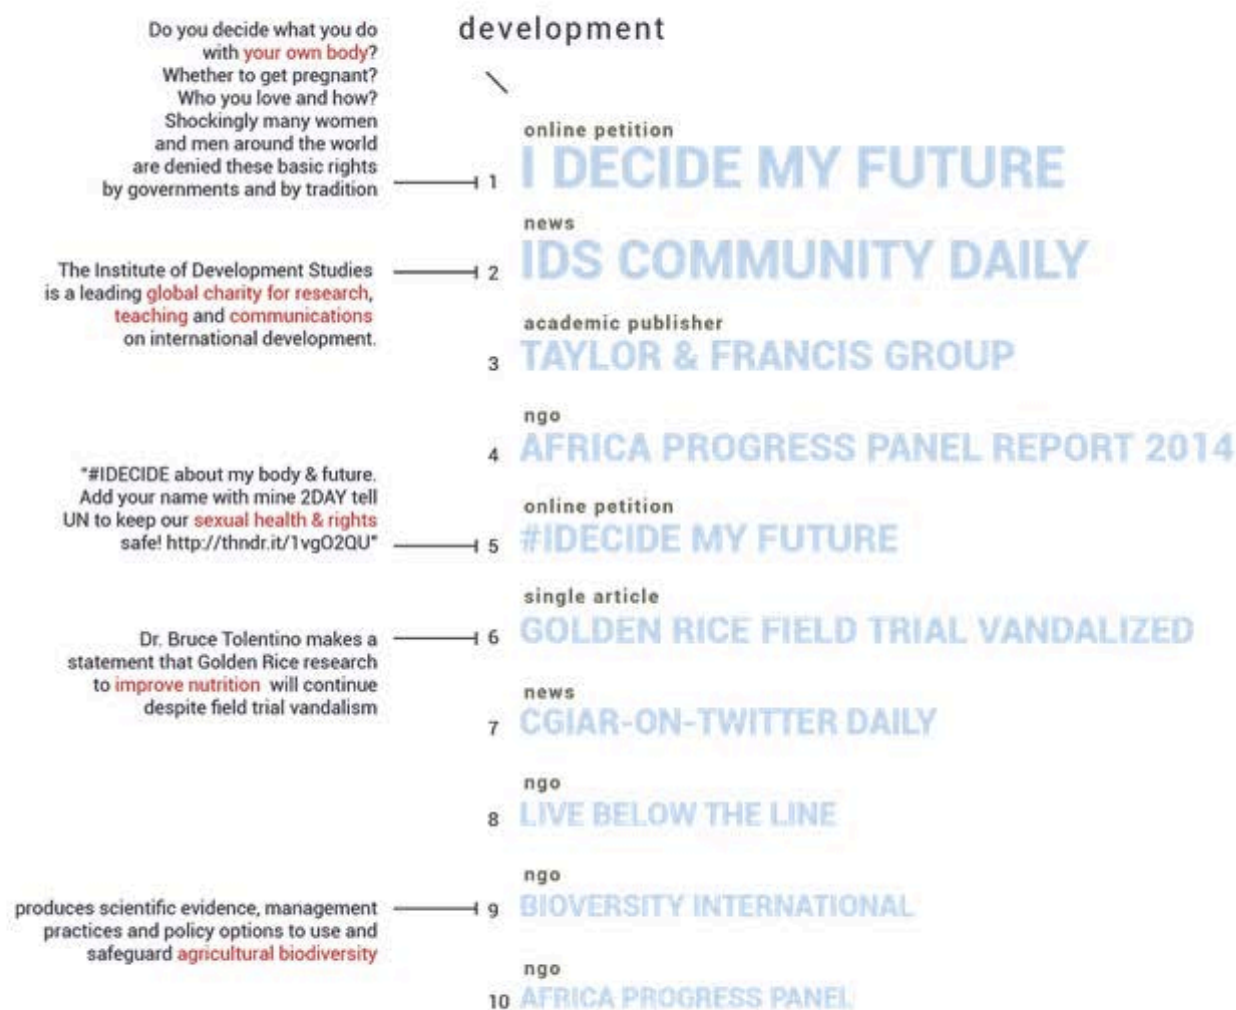 development
Do you decide what you do
with your own body?
Whether to get pregnant?
Who you love and how?
Shockingly many women
and men around the world
are denied these basic rights
by governments and by tradition
online petition
1 I DECIDE MY FUTURE
The Institute of Development Studies
is a leading global charity for research,
teaching and communications
on international development.
news
2 IDS COMMUNITY DAILY
academic publisher
3 TAYLOR & FRANCIS GROUP
ngo
4 AFRICA PROGRESS PANEL REPORT 2014
"#IDECIDE about my body & future.
Add your name with mine 2DAY tell
UN to keep our sexual health & rights
safe! http://thndr.it/1vgO2QU"
online petition
5 #IDECIDE MY FUTURE
single article
6 GOLDEN RICE FIELD TRIAL VANDALIZED
Dr. Bruce Tolentino makes a
statement that Golden Rice research
to improve nutrition will continue
despite field trial vandalism
news
7 CGIAR-ON-TWITTER DAILY
ngo
8 LIVE BELOW THE LINE
ngo
9 BIOVERSITY INTERNATIONAL
produces scientific evidence, management
practices and policy options to use and
safeguard agricultural biodiversity
ngo
10 AFRICA PROGRESS PANEL